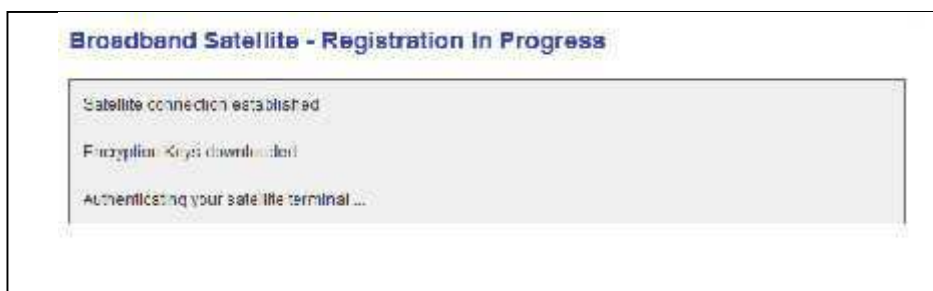 Broadband Satellite - Registration In Progress
Satellite connection established
Encryption Keys downloaded
Authenticating your satellite terminal ...